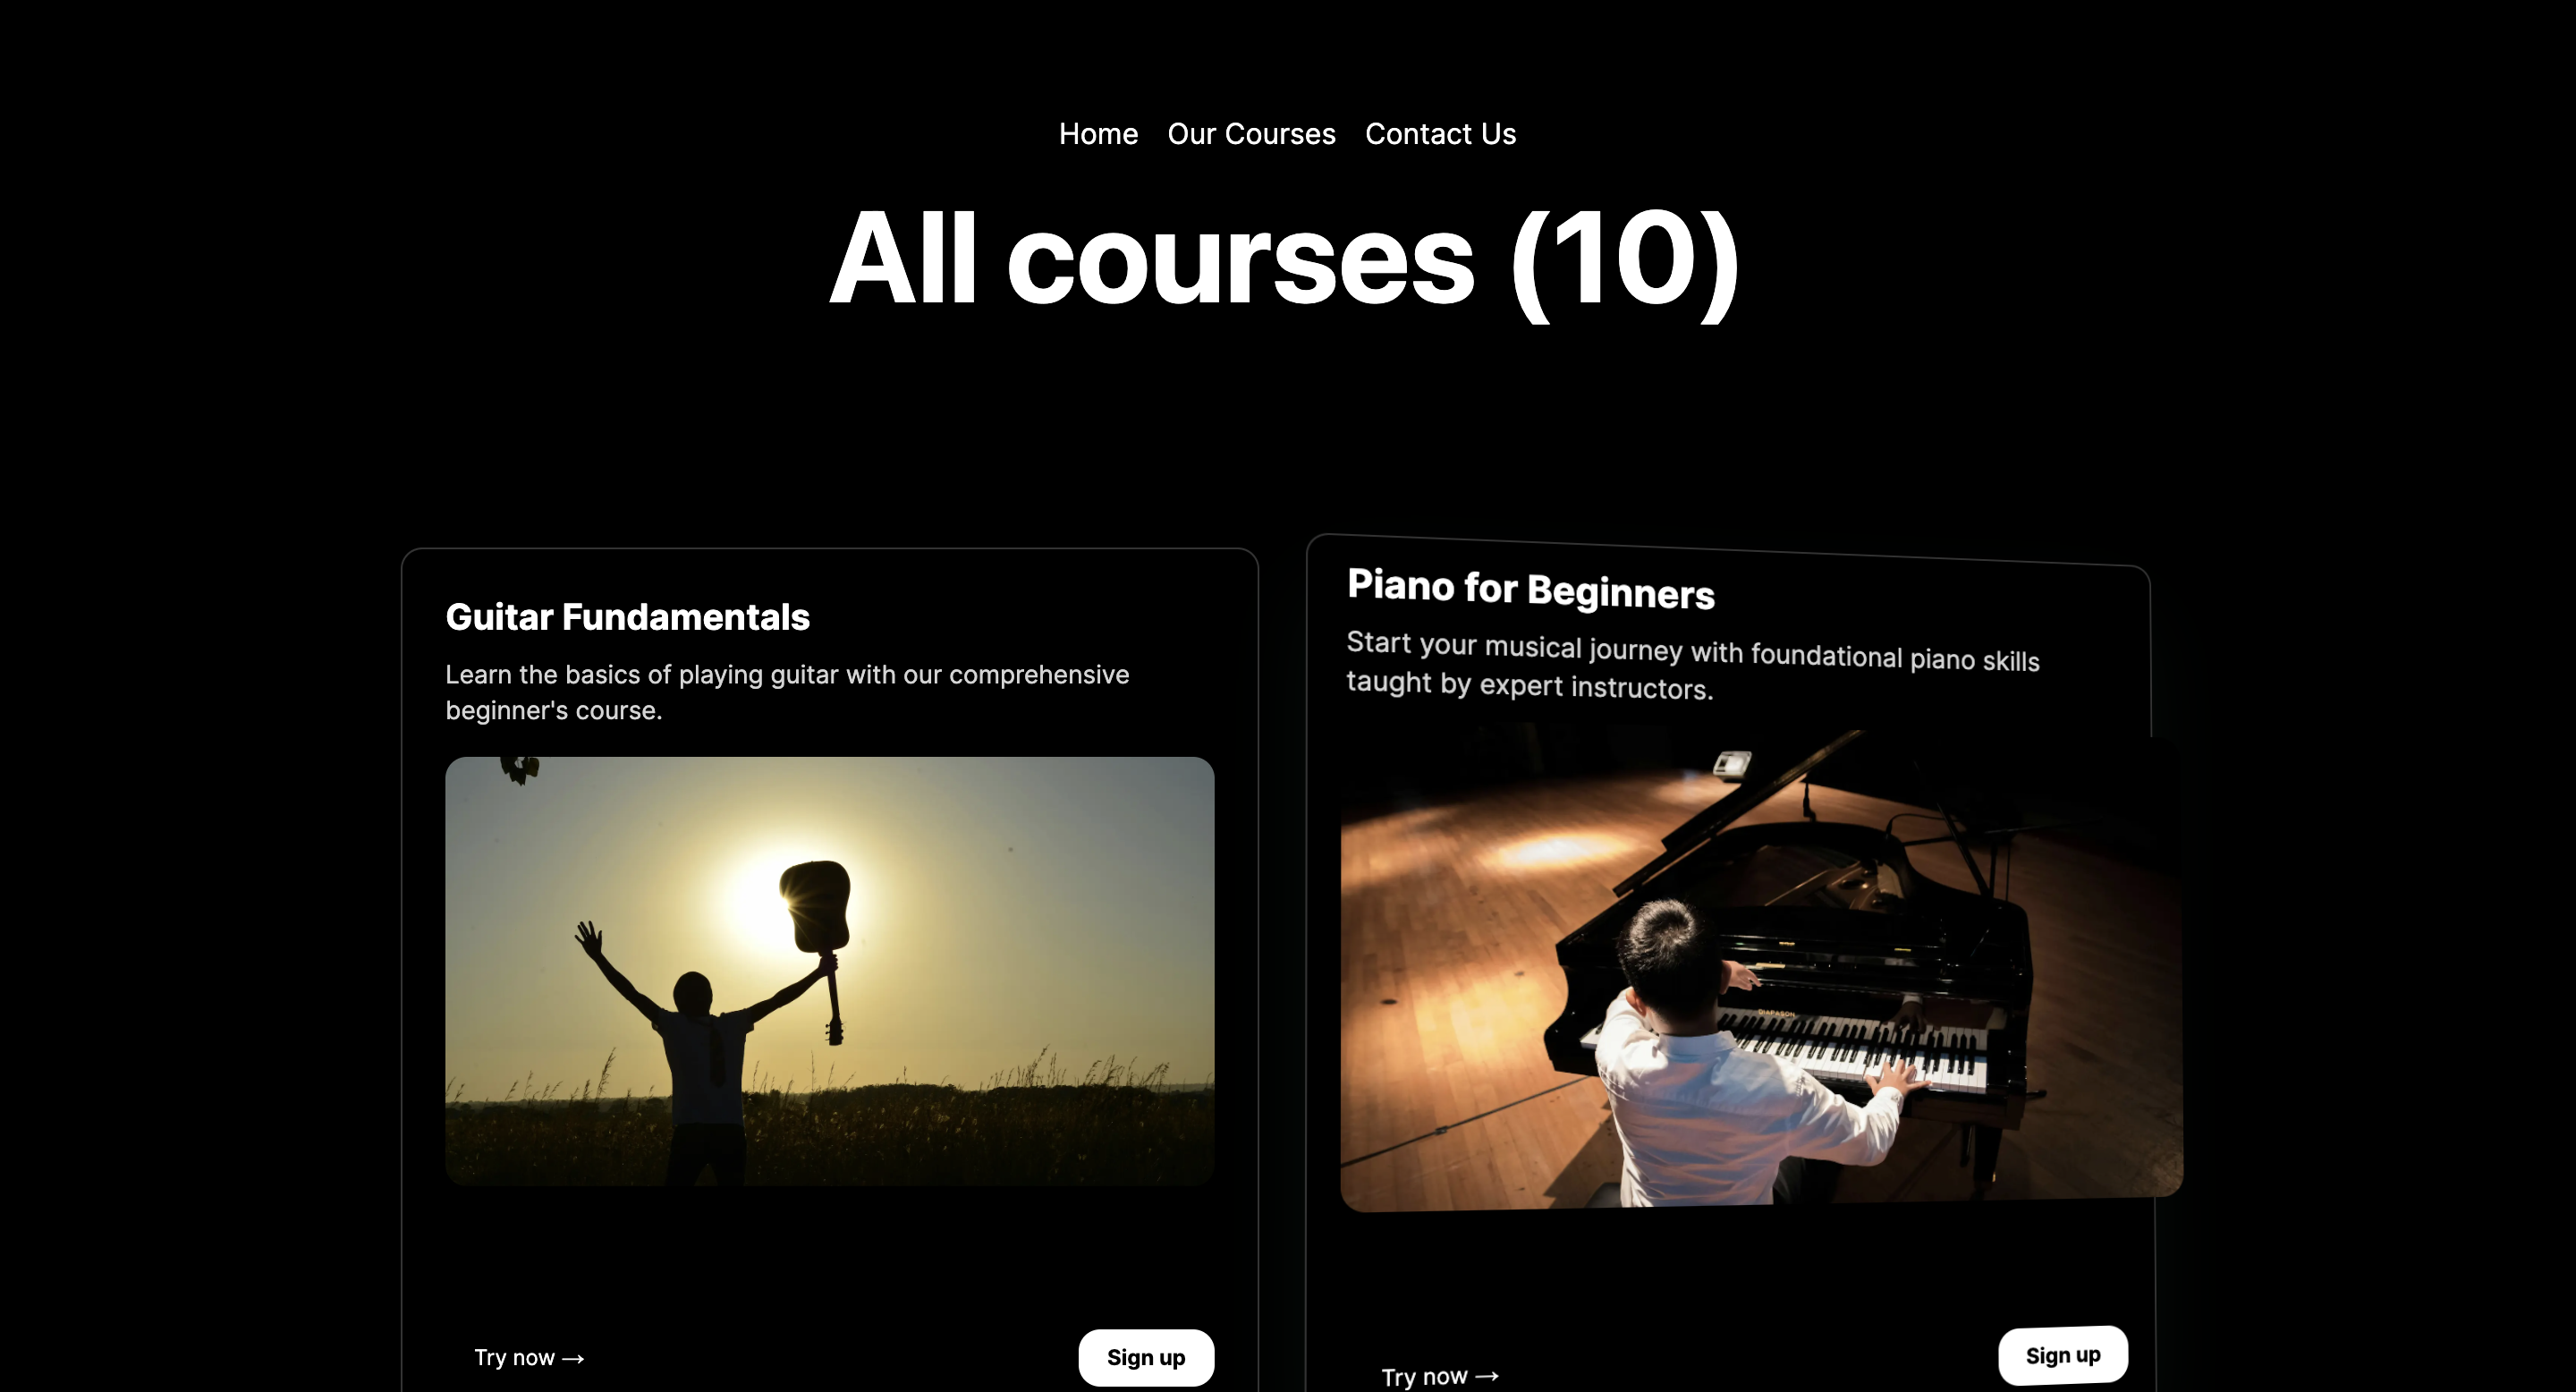 Home Our Courses Contact Us
All courses (10)
Guitar Fundamentals
Learn the basics of playing guitar with our comprehensive
beginner's course.
Try now →
Sign up
Piano for Beginners
Start your musical journey with foundational piano skills
taught by expert instructors.
DIAPASON
Try now →
Sign up